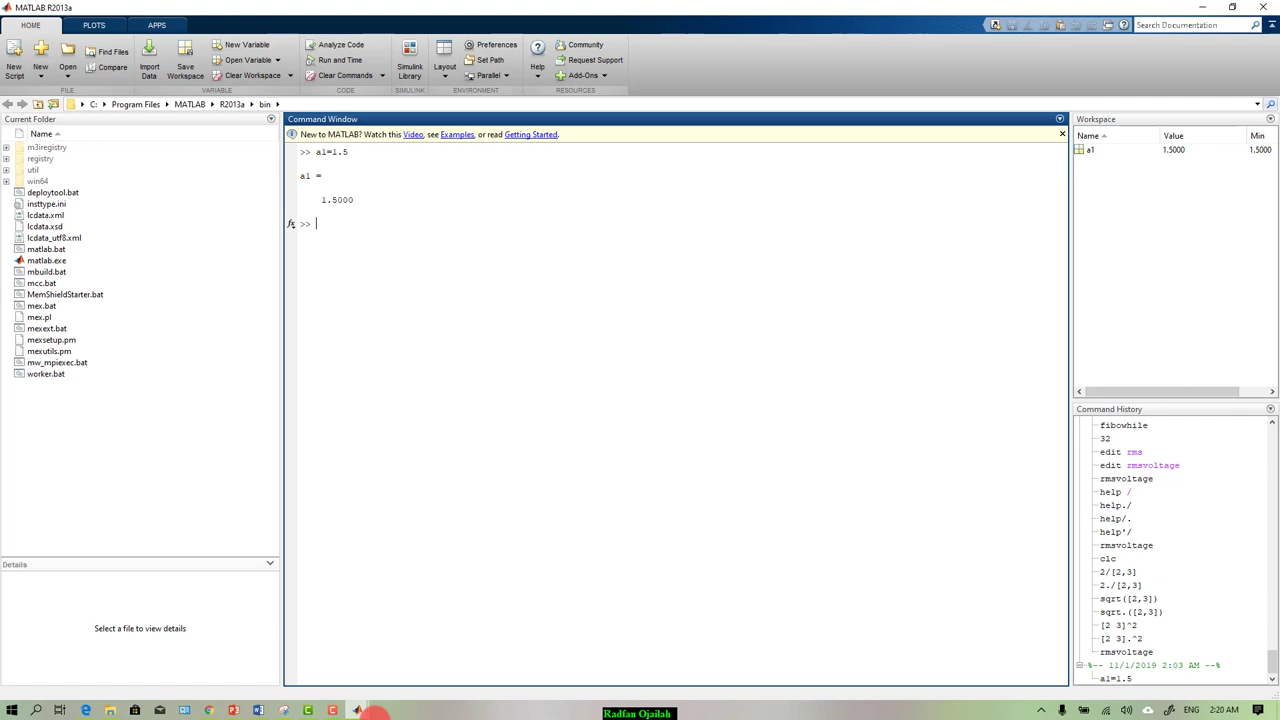 MATLAB R2013a
HOME
PLOTS
APPS
Search Documentation
New Script
New
Open
Find Files
Compare
Import Data
Save Workspace
New Variable
Open Variable
Clear Workspace
Analyze Code
Run and Time
Clear Commands
Simulink Library
Layout
Preferences
Set Path
Parallel
Help
Community
Request Support
Add-Ons
FILE
VARIABLE
CODE
SIMULINK
ENVIRONMENT
RESOURCES
C: Program Files MATLAB R2013a bin
Current Folder
Name
m3iregistry
registry
util
win64
deploytool.bat
insttype.ini
lcdata.xml
lcdata.xsd
lcdata_utf8.xml
matlab.bat
matlab.exe
mbuild.bat
mcc.bat
MemShieldStarter.bat
mex.bat
mex.pl
mexext.bat
mexsetup.pm
mexutils.pm
mw_mpiexec.bat
worker.bat
Details
Select a file to view details
Command Window
New to MATLAB? Watch this Video, see Examples, or read Getting Started.
>> a1=1.5
a1 =
1.5000
fx >>
Workspace
Name Value Min
a1 1.5000 1.5000
Command History
fibowhile
32
edit rms
edit rmsvoltage
rmsvoltage
help /
help./
help/.
help'/
rmsvoltage
clc
2/[2,3]
2./[2,3]
sqrt([2,3])
sqrt.([2,3])
[2 3]^2
[2 3].^2
rmsvoltage
%-- 11/1/2019 2:03 AM --%
a1=1.5
Radfan Ojailah
2:20 AM